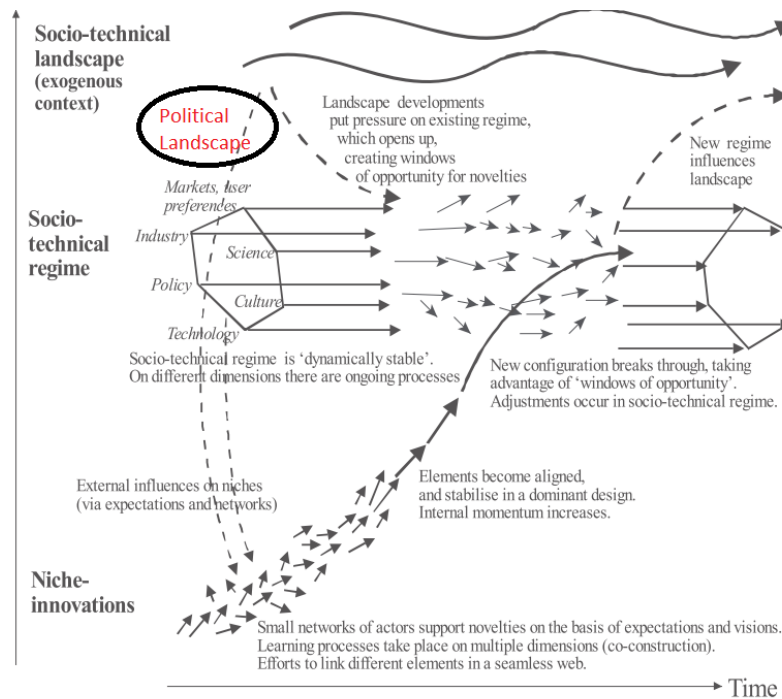 Socio-technical
landscape
(exogenous
context)
Political
Landscape
Landscape developments
put pressure on existing regime,
which opens up,
creating windows
of opportunity for novelties
New regime
influences
landscape
Markets, user
preferences
Socio-
technical
regime
Industry
Science
Policy
Culture
Technology
Socio-technical regime is ‘dynamically stable’.
On different dimensions there are ongoing processes
New configuration breaks through, taking
advantage of ‘windows of opportunity’.
Adjustments occur in socio-technical regime.
External influences on niches
(via expectations and networks)
Elements become aligned,
and stabilise in a dominant design.
Internal momentum increases.
Niche-
innovations
Small networks of actors support novelties on the basis of expectations and visions.
Learning processes take place on multiple dimensions (co-construction).
Efforts to link different elements in a seamless web.
Time